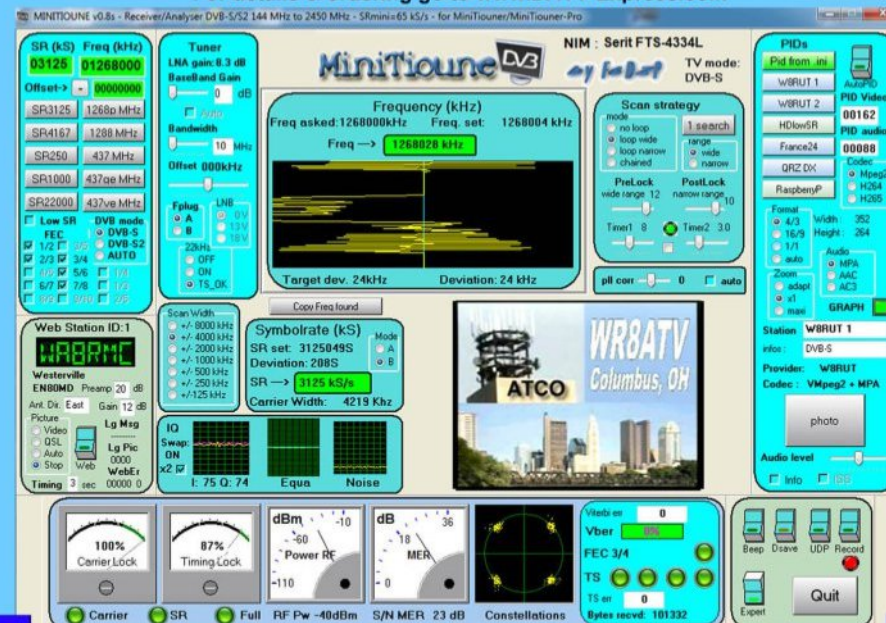 MINITIOUNE v0.8s - Receiver/Analyser DVB-S/S2 144 MHz to 2450 MHz - SRmini=65 kS/s - for MiniTiouner/MiniTiouner-Pro
SR (kS) Freq (kHz)
03125 01268000
Offset-> - 00000000
SR3125 1268p MHz
SR4167 1288 MHz
SR250 437 MHz
SR1000 437qe MHz
SR22000 437ve MHz
Low SR DVB mode
FEC DVB-S
1/2 3/5 DVB-S2
2/3 3/4 AUTO
4/5 5/6 1/4
6/7 7/8 1/3
8/9 9/10 2/5
Tuner
LNA gain: 8.3 dB
BaseBand Gain
0 dB
Auto
Bandwidth
10 MHz
Offset 000kHz
Fplug LNB
A 0V
B 13V
18V
22kHz
OFF
ON
TS_OK
MiniTioune DVB
NIM : Serit FTS-4334L
TV mode:
DVB-S
Frequency (kHz)
Freq asked:1268000kHz Freq. set: 1268004 kHz
Freq ---> 1268028 kHz
Target dev. 24kHz Deviation: 24 kHz
Scan strategy
mode
no loop
loop wide
loop narrow
chained
1 search
range
wide
narrow
PreLock PostLock
wide range 12 narrow range 10
Timer1 8 Timer2 3.0
pll corr 0 auto
PIDs
Pid from .ini
W8RUT 1
W8RUT 2
HDlowSR
France24
QRZ DX
RaspberryP
AutoPID
PID Video
00162
PID audio
00088
Codec
Mpeg2
H264
H265
Format
4/3
16/9
1/1
auto
Width: 352
Height: 264
Zoom
adapt
x1
maxi
Audio
MPA
AAC
AC3
GRAPH
Station W8RUT 1
infos : DVB-S
Provider: W8RUT
Codec : VMpeg2 + MPA
photo
Audio level
Info
Web Station ID:1
WA8RMC
Westerville
EN80MD Preamp 20 dB
Ant. Dir. East Gain 12 dB
Picture
Video
QSL
Auto
Stop
Web
Lg Msg
Lg Pic
0000
WebEr
Timing 3 sec 00000 0
Scan Width
+/- 8000 kHz
+/- 4000 kHz
+/- 2000 kHz
+/- 1000 kHz
+/- 500 kHz
+/- 250 kHz
+/-125 kHz
Copy Freq found
Symbolrate (kS)
SR set: 3125049S
Deviation: 208S
SR ---> 3125 kS/s
Carrier Width: 4219 Khz
Mode
A
B
IQ
Swap:
ON
x2
I: 75 Q: 74 Equa Noise
WR8ATV
Columbus, OH
ATCO
100%
Carrier Lock
87%
Timing Lock
dBm
-10
-60
Power RF
-110
dB
36
18
MER
0
Carrier SR Full RF Pw -40dBm S/N MER 23 dB Constellations
Viterbi err 0
Vber 0%
FEC 3/4
TS
TS err 0
Bytes recvd: 101332
Beep Dsave UDP Record
Expert
Quit